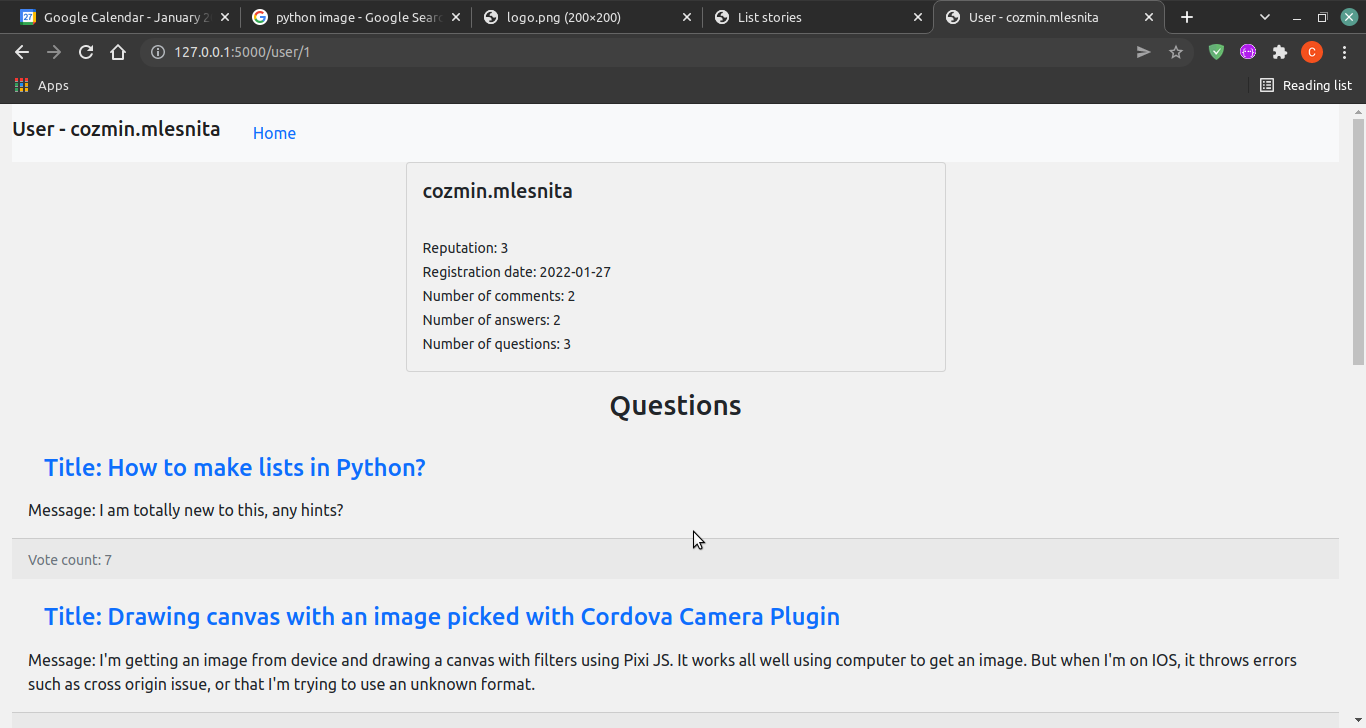 Google Calendar - January 2
python image - Google Sear
logo.png (200×200)
List stories
User - cozmin.mlesnita
127.0.0.1:5000/user/1
C
Apps
Reading list
User - cozmin.mlesnita
Home
cozmin.mlesnita
Reputation: 3
Registration date: 2022-01-27
Number of comments: 2
Number of answers: 2
Number of questions: 3
Questions
Title: How to make lists in Python?
Message: I am totally new to this, any hints?
Vote count: 7
Title: Drawing canvas with an image picked with Cordova Camera Plugin
Message: I'm getting an image from device and drawing a canvas with filters using Pixi JS. It works all well using computer to get an image. But when I'm on IOS, it throws errors
such as cross origin issue, or that I'm trying to use an unknown format.